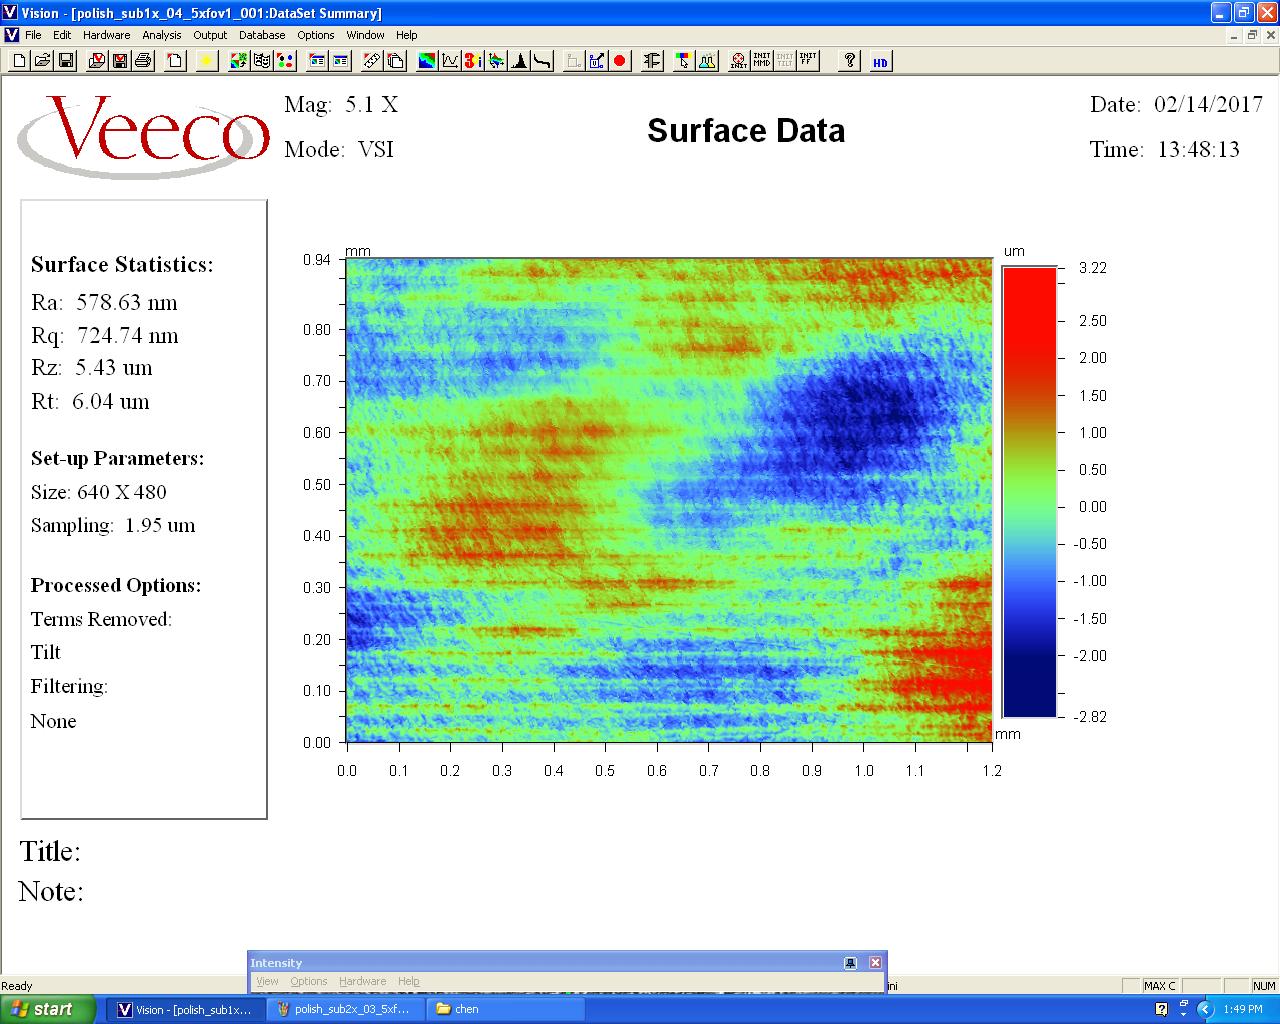 Vision - [polish_sub1x_04_5xfov1_001:DataSet Summary]
File Edit Hardware Analysis Output Database Options Window Help
INIT INIT MMD INIT TILT INIT FF ? HD
Veeco
Mag: 5.1 X
Mode: VSI
Surface Data
Date: 02/14/2017
Time: 13:48:13
Surface Statistics:
Ra: 578.63 nm
Rq: 724.74 nm
Rz: 5.43 um
Rt: 6.04 um
Set-up Parameters:
Size: 640 X 480
Sampling: 1.95 um
Processed Options:
Terms Removed:
Tilt
Filtering:
None
mm
0.94
0.80
0.70
0.60
0.50
0.40
0.30
0.20
0.10
0.00
0.0 0.1 0.2 0.3 0.4 0.5 0.6 0.7 0.8 0.9 1.0 1.1 1.2
mm
um
3.22
2.50
2.00
1.50
1.00
0.50
0.00
-0.50
-1.00
-1.50
-2.00
-2.82
Title:
Note:
Intensity
View Options Hardware Help
Ready
MAX C NUM
start Vision - [polish_sub1x... polish_sub2x_03_5xf... chen 1:49 PM